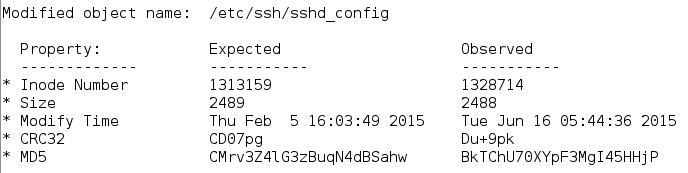 Modified object name:  /etc/ssh/sshd_config
Property:            Expected                    Observed
-------------        -----------                 -----------
* Inode Number         1313159                     1328714
* Size                 2489                        2488
* Modify Time          Thu Feb  5 16:03:49 2015    Tue Jun 16 05:44:36 2015
* CRC32                CD07pg                      Du+9pk
* MD5                  CMrv3Z4lG3zBuqN4dBSahw      BkTChU70XYpF3MgI45HHjP